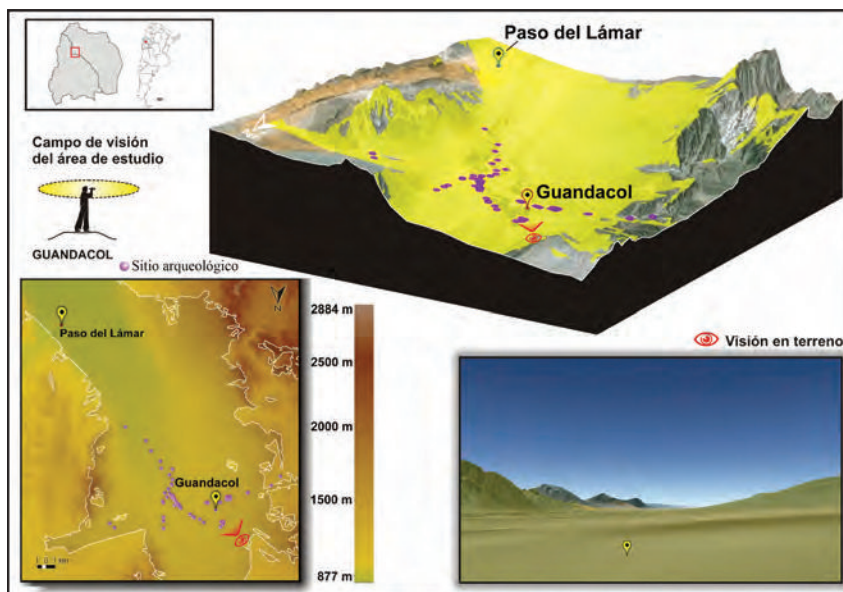 Paso del Lámar
Campo de visión
del área de estudio
Guandacol
GUANDACOL
Sitio arqueológico
N
2884 m
Paso del Lámar
Visión en terreno
2500 m
2000 m
Guandacol
1500 m
877 m